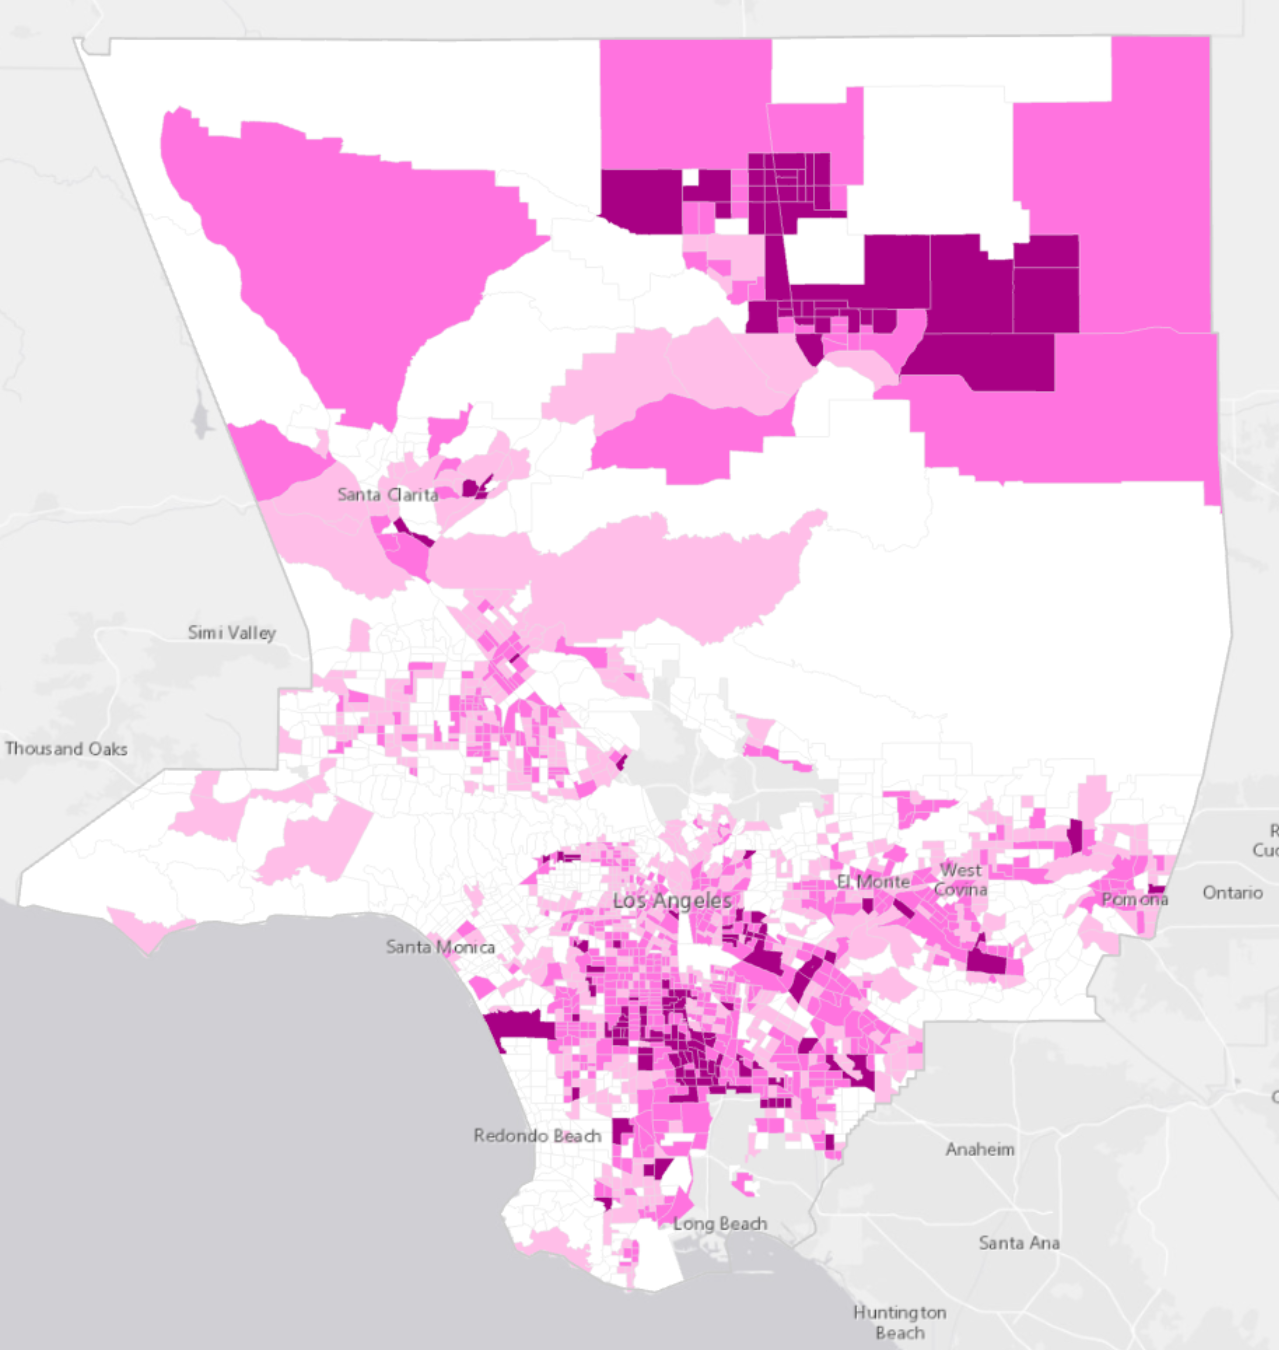 Santa Clarita
Simi Valley
Thousand Oaks
El Monte
West
Covina
Los Angeles
Pomona
Ontario
Santa Monica
Redondo Beach
Anaheim
Long Beach
Santa Ana
Huntington
Beach